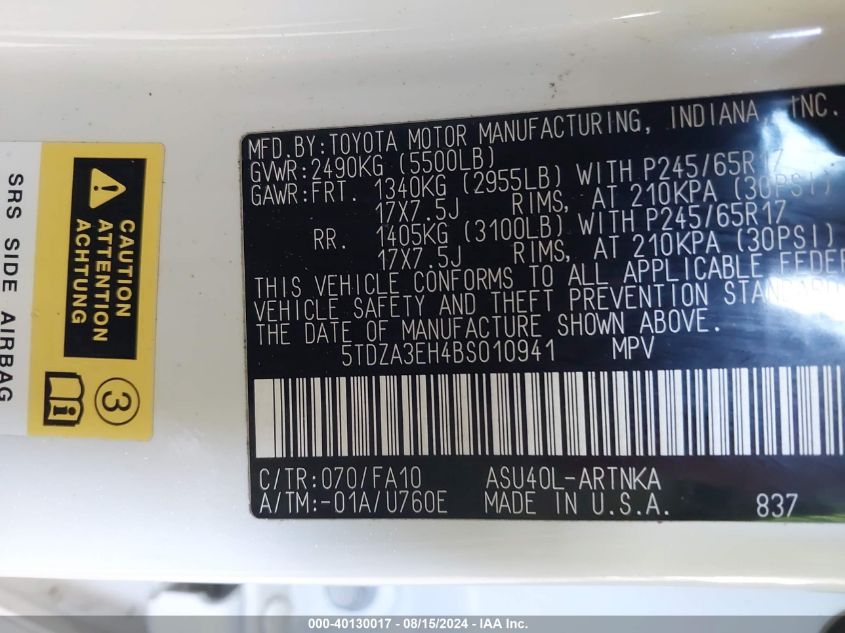 MFD.BY:TOYOTA MOTOR MANUFACTURING, INDIANA, INC.
GVWR:2490KG (5500LB)
GAWR:FRT. 1340KG (2955LB) WITH P245/65R17
17X7.5J RIMS, AT 210KPA (30PSI)
RR. 1405KG (3100LB) WITH P245/65R17
17X7.5J RIMS, AT 210KPA (30PSI)
THIS VEHICLE CONFORMS TO ALL APPLICABLE
VEHICLE SAFETY AND THEFT PREVENTION
THE DATE OF MANUFACTURE SHOWN ABOVE.
5TDZA3EH4BS010941 MPV
C/TR:070/FA10 ASU40L-ARTNKA
A/TM:-01A/U760E MADE IN U.S.A. 837
CAUTION
ATTENTION
ACHTUNG
3
SRS SIDE AIRBAG
000-40130017 - 08/15/2024 - IAA Inc.